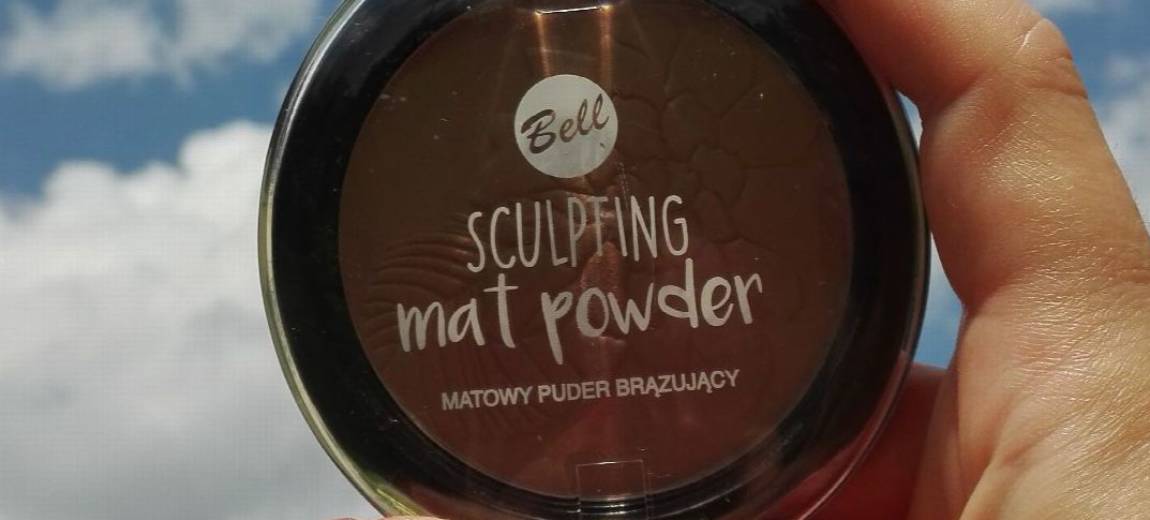 Bell
SCULPTING
mat powder
MATOWY PUDER BRĄZUJĄCY